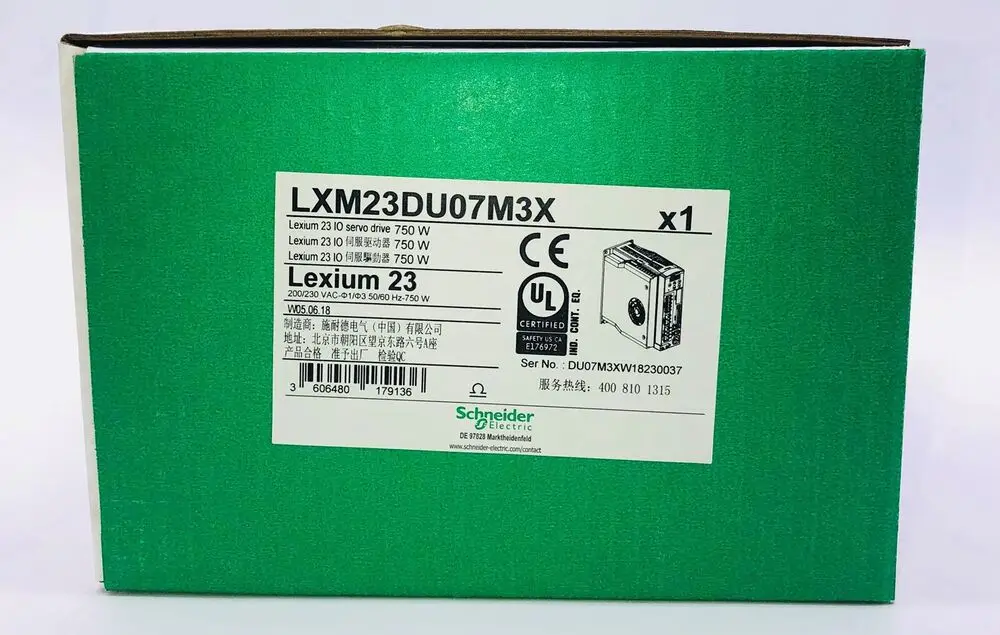 LXM23DU07M3X
x1
Lexium 23 IO servo drive 750 W
Lexium 23 IO 伺服驱动器 750 W
Lexium 23 IO 伺服驅動器 750 W
Lexium 23
200/230 VAC-Φ1/Φ3 50/60 Hz-750 W
W05.06.18
制造商：施耐德电气（中国）有限公司
地址：北京市朝阳区望京东路六号A座
产品合格 准予出厂 检验QC
3 606480 179136
CE
UL
CERTIFIED
SAFETY US CA
E176972
IND. CONT. EQ.
Ser No. : DU07M3XW18230037
服务热线：400 810 1315
Schneider
Electric
DE 97828 Marktheidenfeld
www.schneider-electric.com/contact